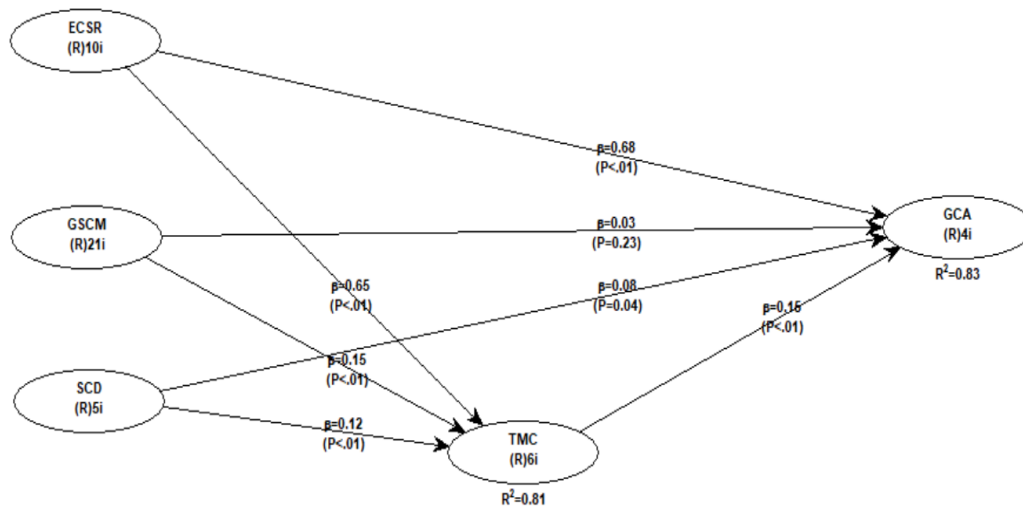 ECSR
(R)10i
β=0.68
(P<.01)
GSCM
(R)21i
β=0.03
(P=0.23)
GCA
(R)4i
R²=0.83
β=0.65
(P<.01)
β=0.08
(P=0.04)
β=0.15
(P<.01)
β=0.15
(P<.01)
SCD
(R)5i
β=0.12
(P<.01)
TMC
(R)6i
R²=0.81